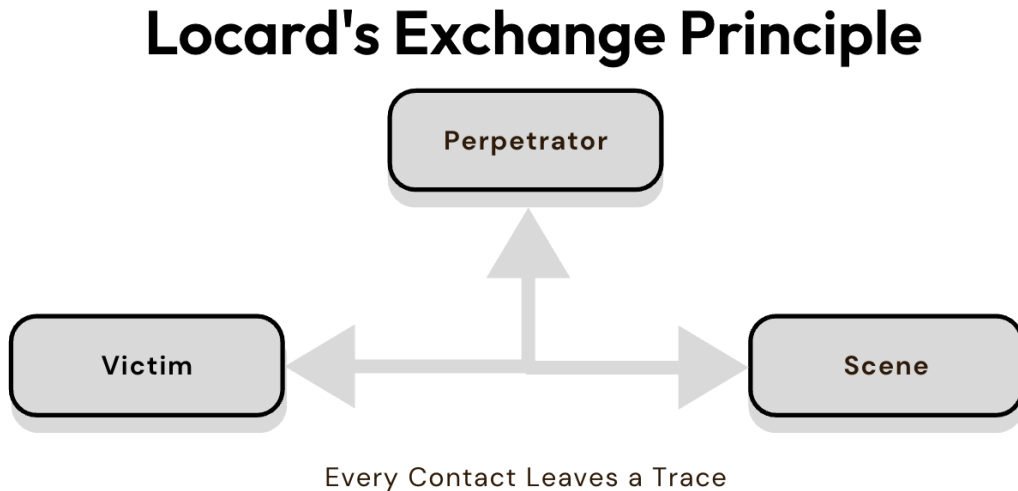 Locard's Exchange Principle
Perpetrator
Victim
Scene
Every Contact Leaves a Trace